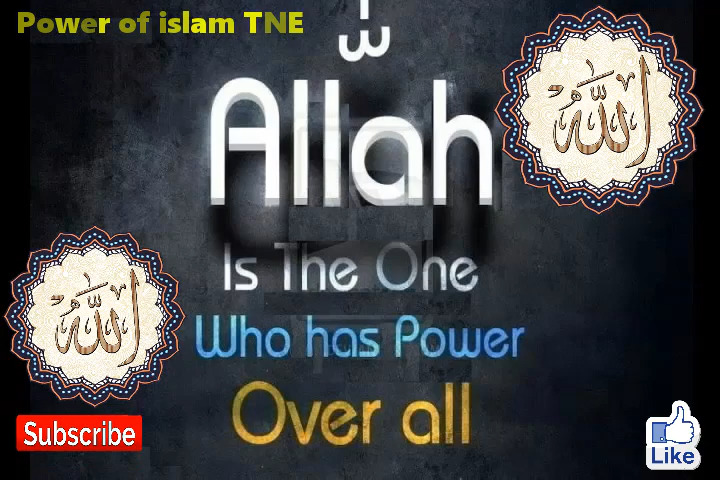 Power of islam TNE
Allah
الله
Is The One
Who has Power
الله
Over all
Subscribe
Like